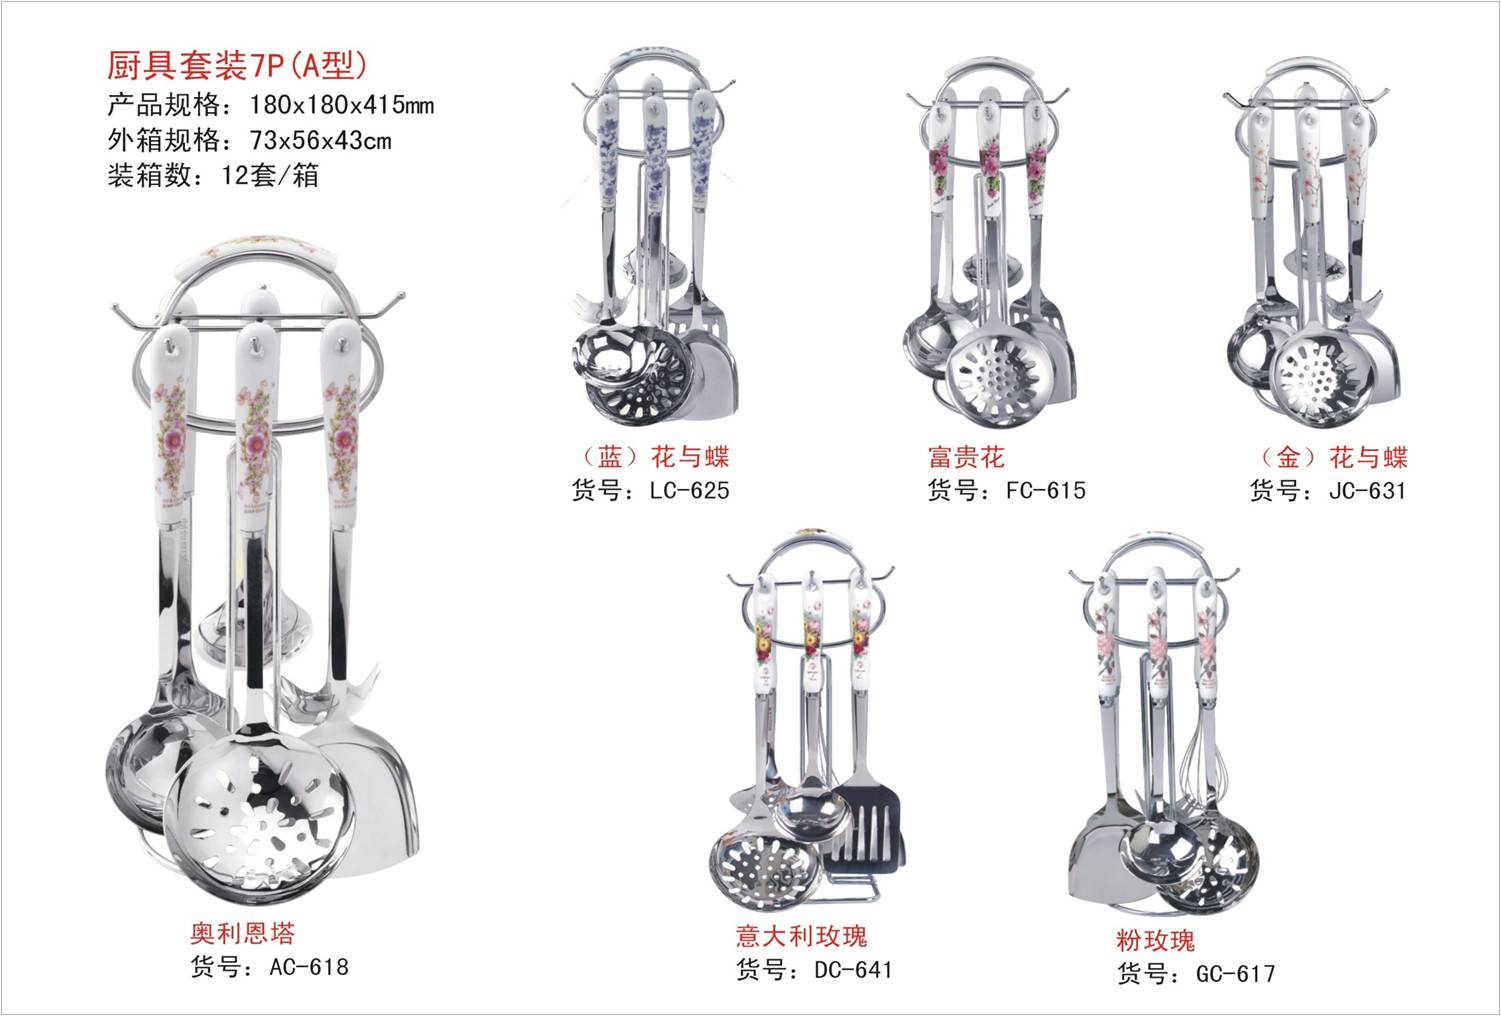 厨具套装7P(A型)
产品规格：180x180x415mm
外箱规格：73x56x43cm
装箱数：12套/箱
（蓝）花与蝶
货号：LC-625
富贵花
货号：FC-615
（金）花与蝶
货号：JC-631
奥利恩塔
货号：AC-618
意大利玫瑰
货号：DC-641
粉玫瑰
货号：GC-617